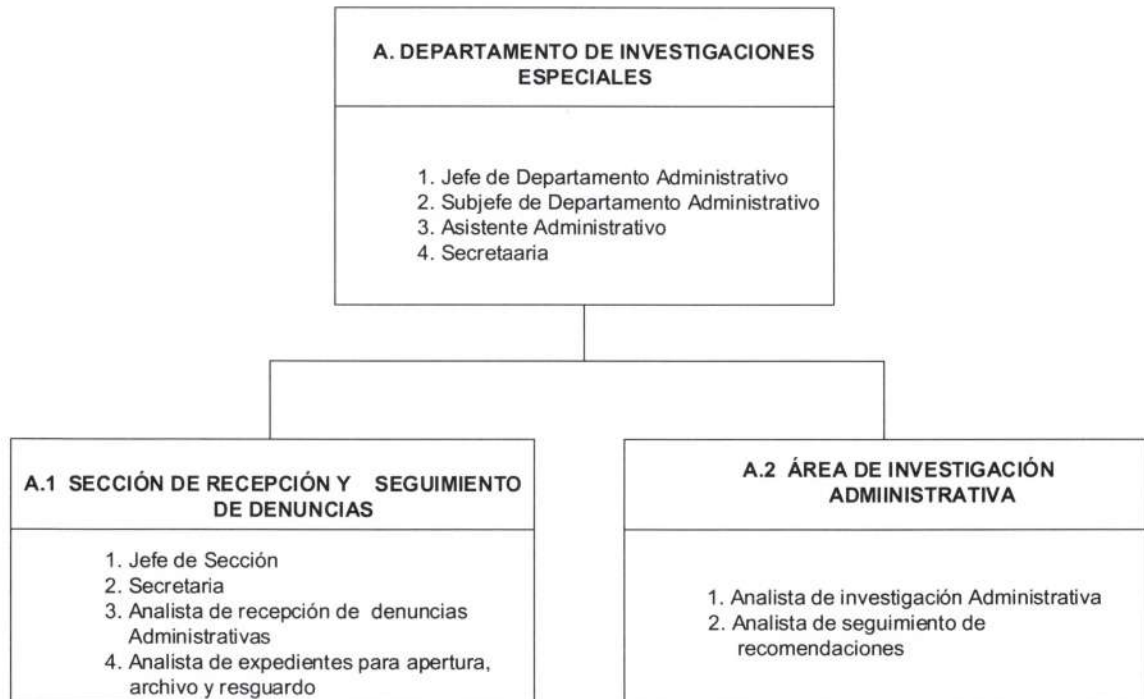 A. DEPARTAMENTO DE INVESTIGACIONES
ESPECIALES
1. Jefe de Departamento Administrativo
2. Subjefe de Departamento Administrativo
3. Asistente Administrativo
4. Secretaaria
A.1 SECCIÓN DE RECEPCIÓN Y SEGUIMIENTO
DE DENUNCIAS
1. Jefe de Sección
2. Secretaria
3. Analista de recepción de denuncias
Administrativas
4. Analista de expedientes para apertura,
archivo y resguardo
A.2 ÁREA DE INVESTIGACIÓN
ADMIINISTRATIVA
1. Analista de investigación Administrativa
2. Analista de seguimiento de
recomendaciones